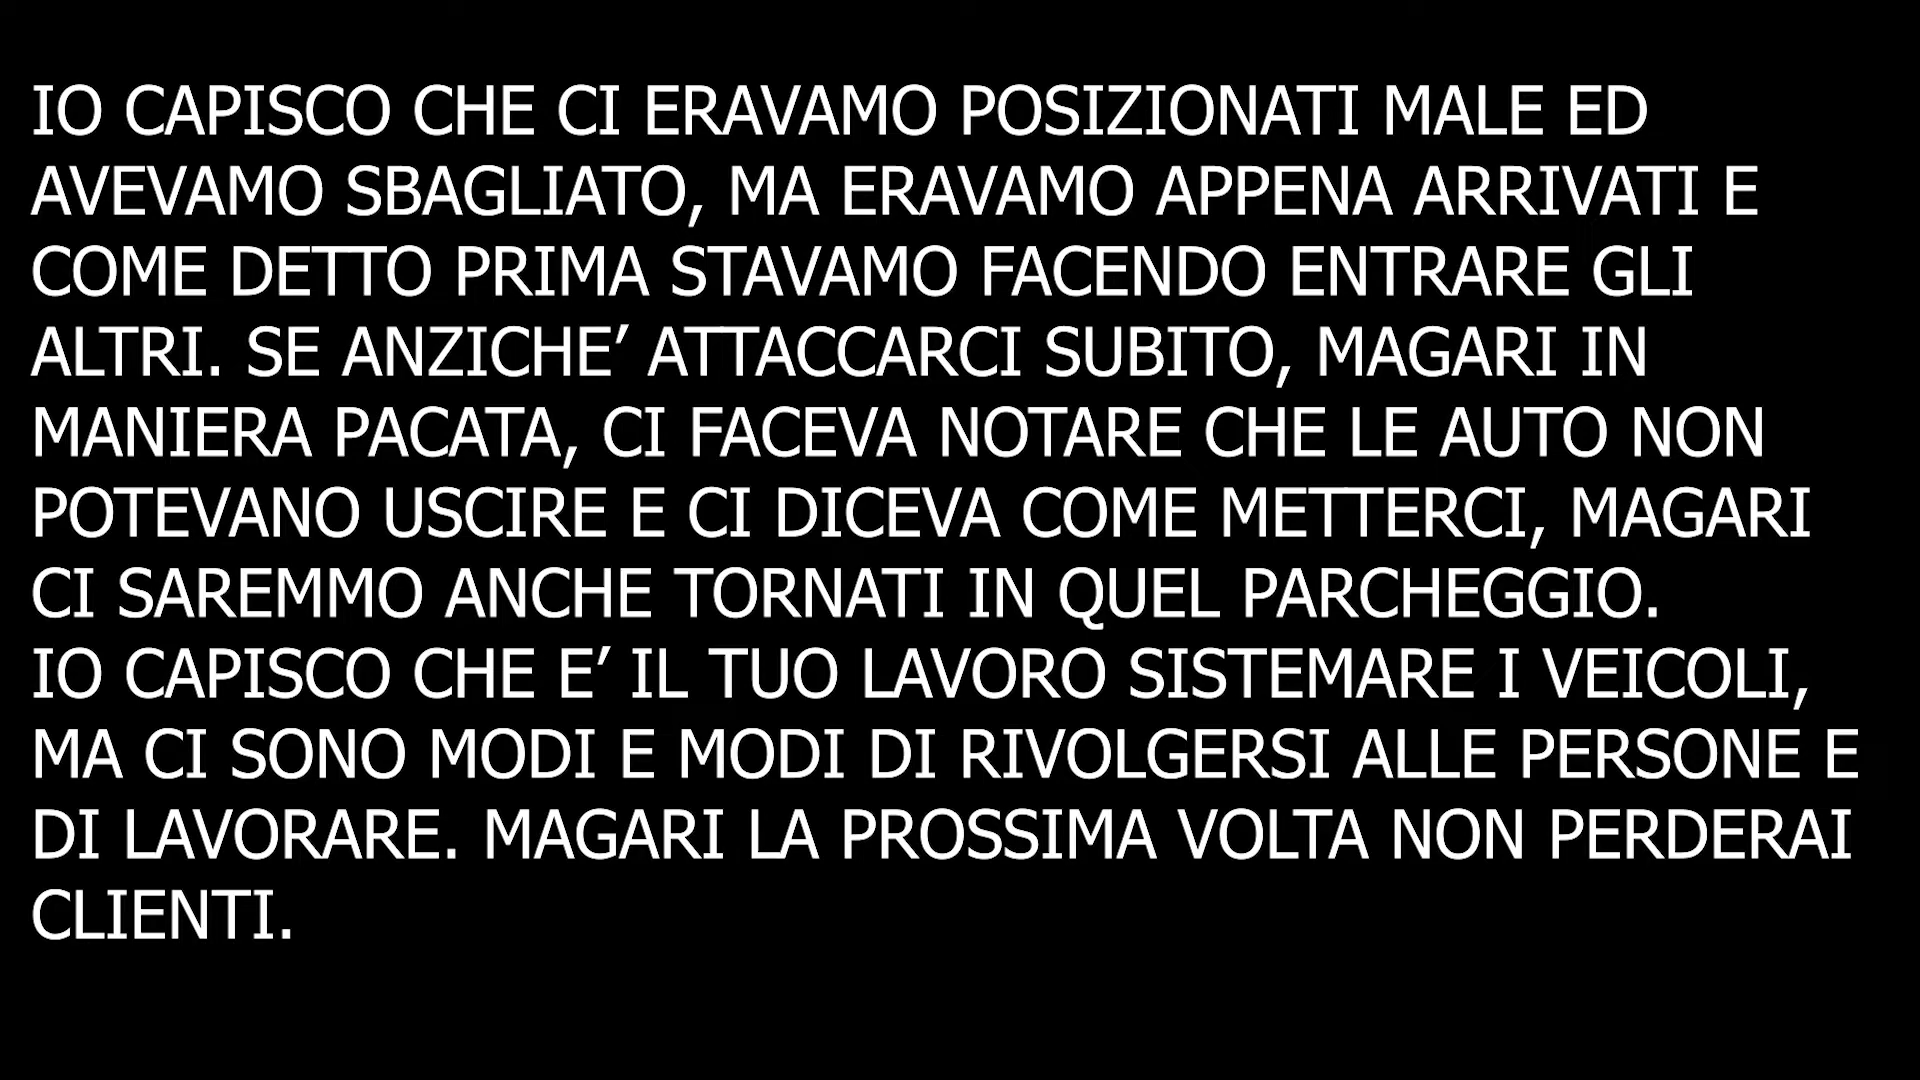 IO CAPISCO CHE CI ERAVAMO POSIZIONATI MALE ED
AVEVAMO SBAGLIATO, MA ERAVAMO APPENA ARRIVATI E
COME DETTO PRIMA STAVAMO FACENDO ENTRARE GLI
ALTRI. SE ANZICHE’ ATTACCARCI SUBITO, MAGARI IN
MANIERA PACATA, CI FACEVA NOTARE CHE LE AUTO NON
POTEVANO USCIRE E CI DICEVA COME METTERCI, MAGARI
CI SAREMMO ANCHE TORNATI IN QUEL PARCHEGGIO.
IO CAPISCO CHE E’ IL TUO LAVORO SISTEMARE I VEICOLI,
MA CI SONO MODI E MODI DI RIVOLGERSI ALLE PERSONE E
DI LAVORARE. MAGARI LA PROSSIMA VOLTA NON PERDERAI
CLIENTI.